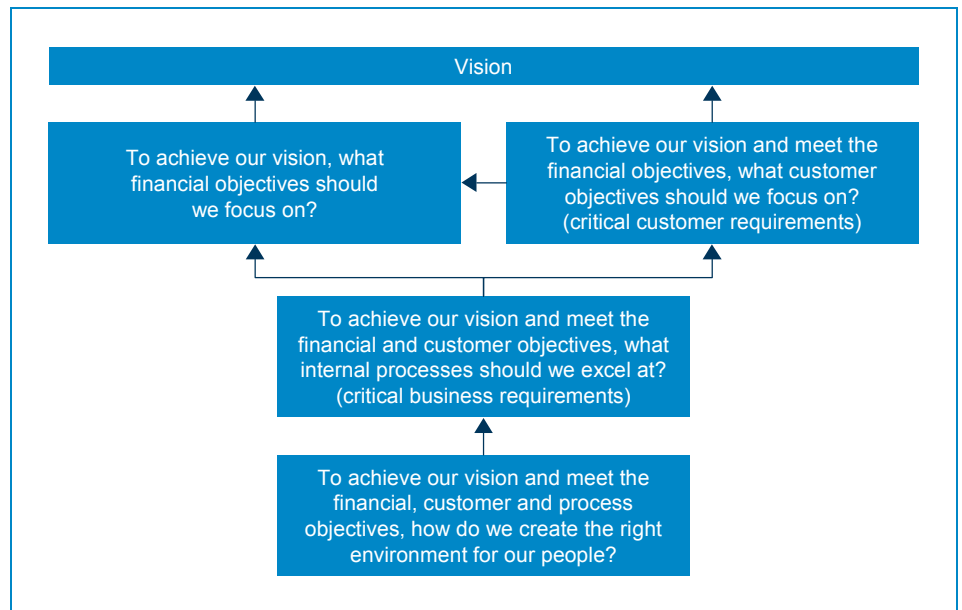 Vision
To achieve our vision, what
financial objectives should
we focus on?
To achieve our vision and meet the
financial objectives, what customer
objectives should we focus on?
(critical customer requirements)
To achieve our vision and meet the
financial and customer objectives, what
internal processes should we excel at?
(critical business requirements)
To achieve our vision and meet the
financial, customer and process
objectives, how do we create the right
environment for our people?